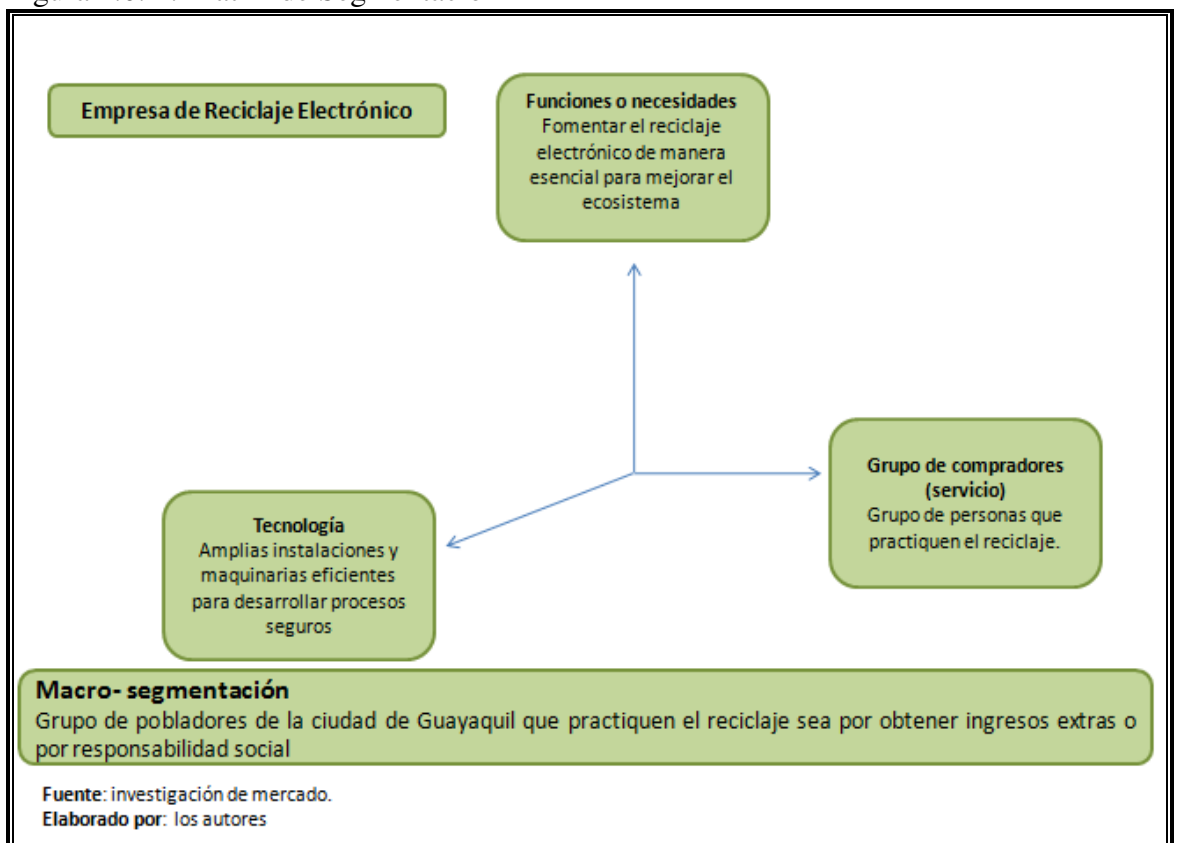 Empresa de Reciclaje Electrónico
Funciones o necesidades
Fomentar el reciclaje
electrónico de manera
esencial para mejorar el
ecosistema
Grupo de compradores
(servicio)
Grupo de personas que
practiquen el reciclaje.
Tecnología
Amplias instalaciones y
maquinarias eficientes
para desarrollar procesos
seguros
Macro- segmentación
Grupo de pobladores de la ciudad de Guayaquil que practiquen el reciclaje sea por obtener ingresos extras o
por responsabilidad social
Fuente: investigación de mercado.
Elaborado por: los autores